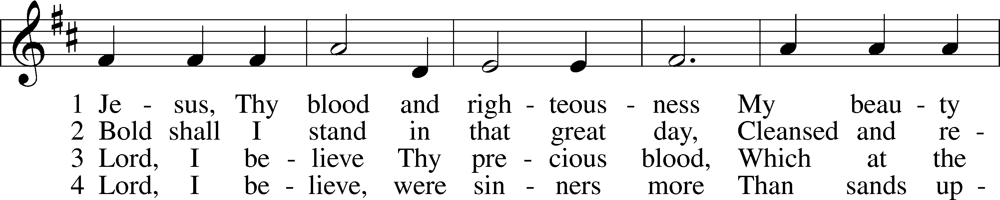 1 Je - sus, Thy blood and righ - teous - ness My beau - ty
2 Bold shall I stand in that great day, Cleansed and re -
3 Lord, I be - lieve Thy pre - cious blood, Which at the
4 Lord, I be - lieve, were sin - ners more Than sands up -